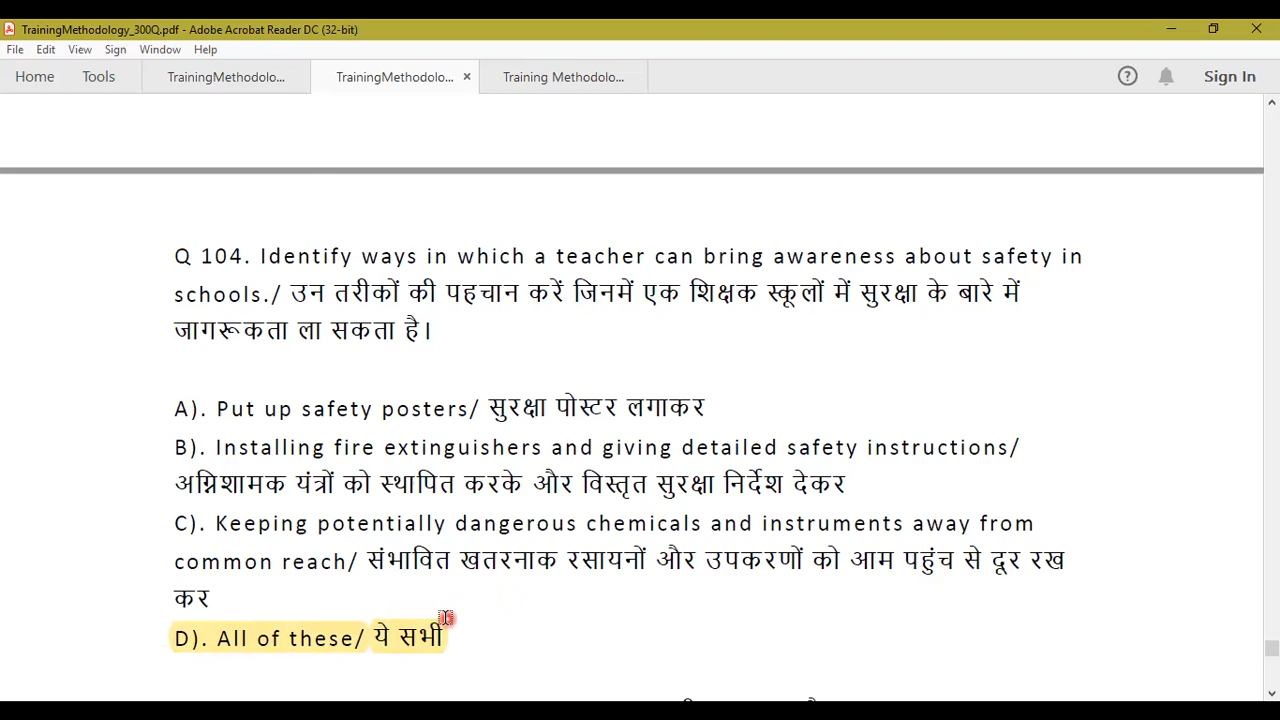 TrainingMethodology_300Q.pdf - Adobe Acrobat Reader DC (32-bit)
File Edit View Sign Window Help
Home Tools TrainingMethodolo... TrainingMethodolo... × Training Methodolo... ? Sign In
Q 104. Identify ways in which a teacher can bring awareness about safety in
schools./ उन तरीकों की पहचान करें जिनमें एक शिक्षक स्कूलों में सुरक्षा के बारे में
जागरूकता ला सकता है।
A). Put up safety posters/ सुरक्षा पोस्टर लगाकर
B). Installing fire extinguishers and giving detailed safety instructions/
अग्निशामक यंत्रों को स्थापित करके और विस्तृत सुरक्षा निर्देश देकर
C). Keeping potentially dangerous chemicals and instruments away from
common reach/ संभावित खतरनाक रसायनों और उपकरणों को आम पहुंच से दूर रख
कर
D). All of these/ ये सभी